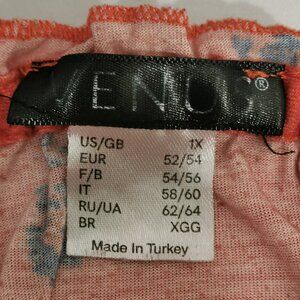 VENUS®
US/GB 1X
EUR 52/54
F/B 54/56
IT 58/60
RU/UA 62/64
BR XGG
Made In Turkey